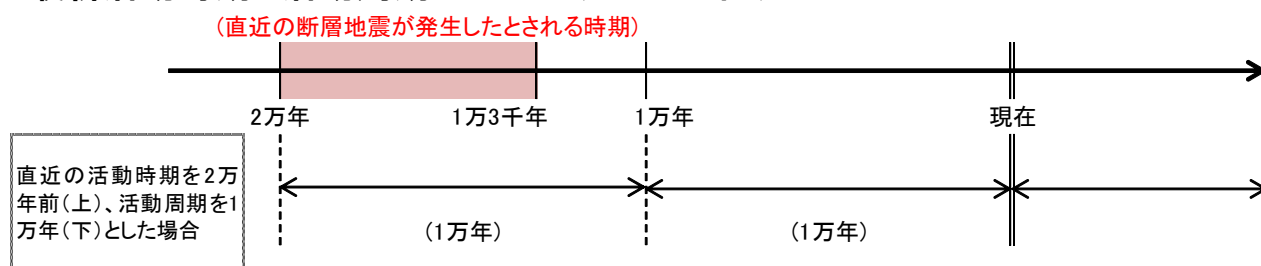 (直近の断層地震が発生したとされる時期)
2万年
1万3千年
1万年
現在
直近の活動時期を2万
年前(上)、活動周期を1
万年(下)とした場合
(1万年)
(1万年)